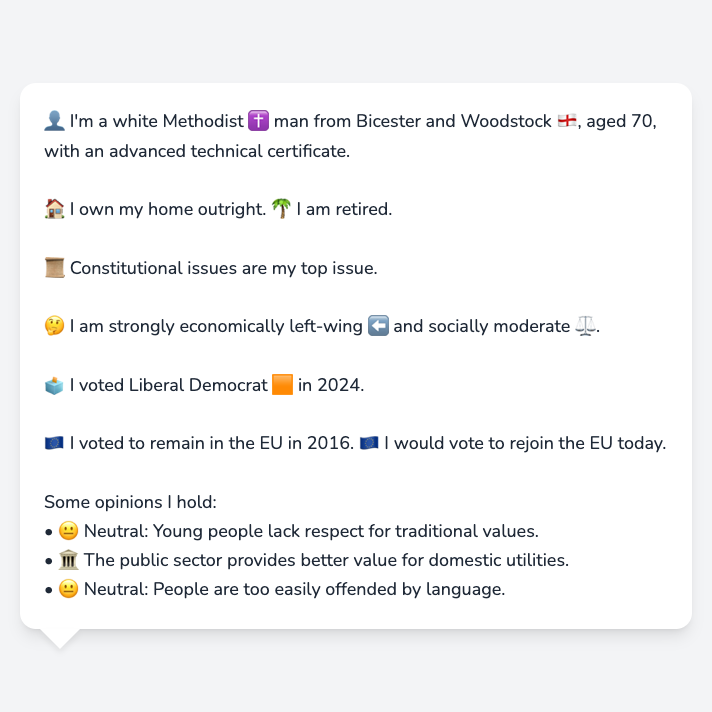 👤 I'm a white Methodist ✝️ man from Bicester and Woodstock 🏴󠁧󠁢󠁥󠁮󠁧󠁿, aged 70,
with an advanced technical certificate.
🏠 I own my home outright. 🌴 I am retired.
📜 Constitutional issues are my top issue.
🤔 I am strongly economically left-wing ⬅️ and socially moderate ⚖️.
🗳️ I voted Liberal Democrat 🟧 in 2024.
🇪🇺 I voted to remain in the EU in 2016. 🇪🇺 I would vote to rejoin the EU today.
Some opinions I hold:
• 😐 Neutral: Young people lack respect for traditional values.
• 🏛️ The public sector provides better value for domestic utilities.
• 😐 Neutral: People are too easily offended by language.